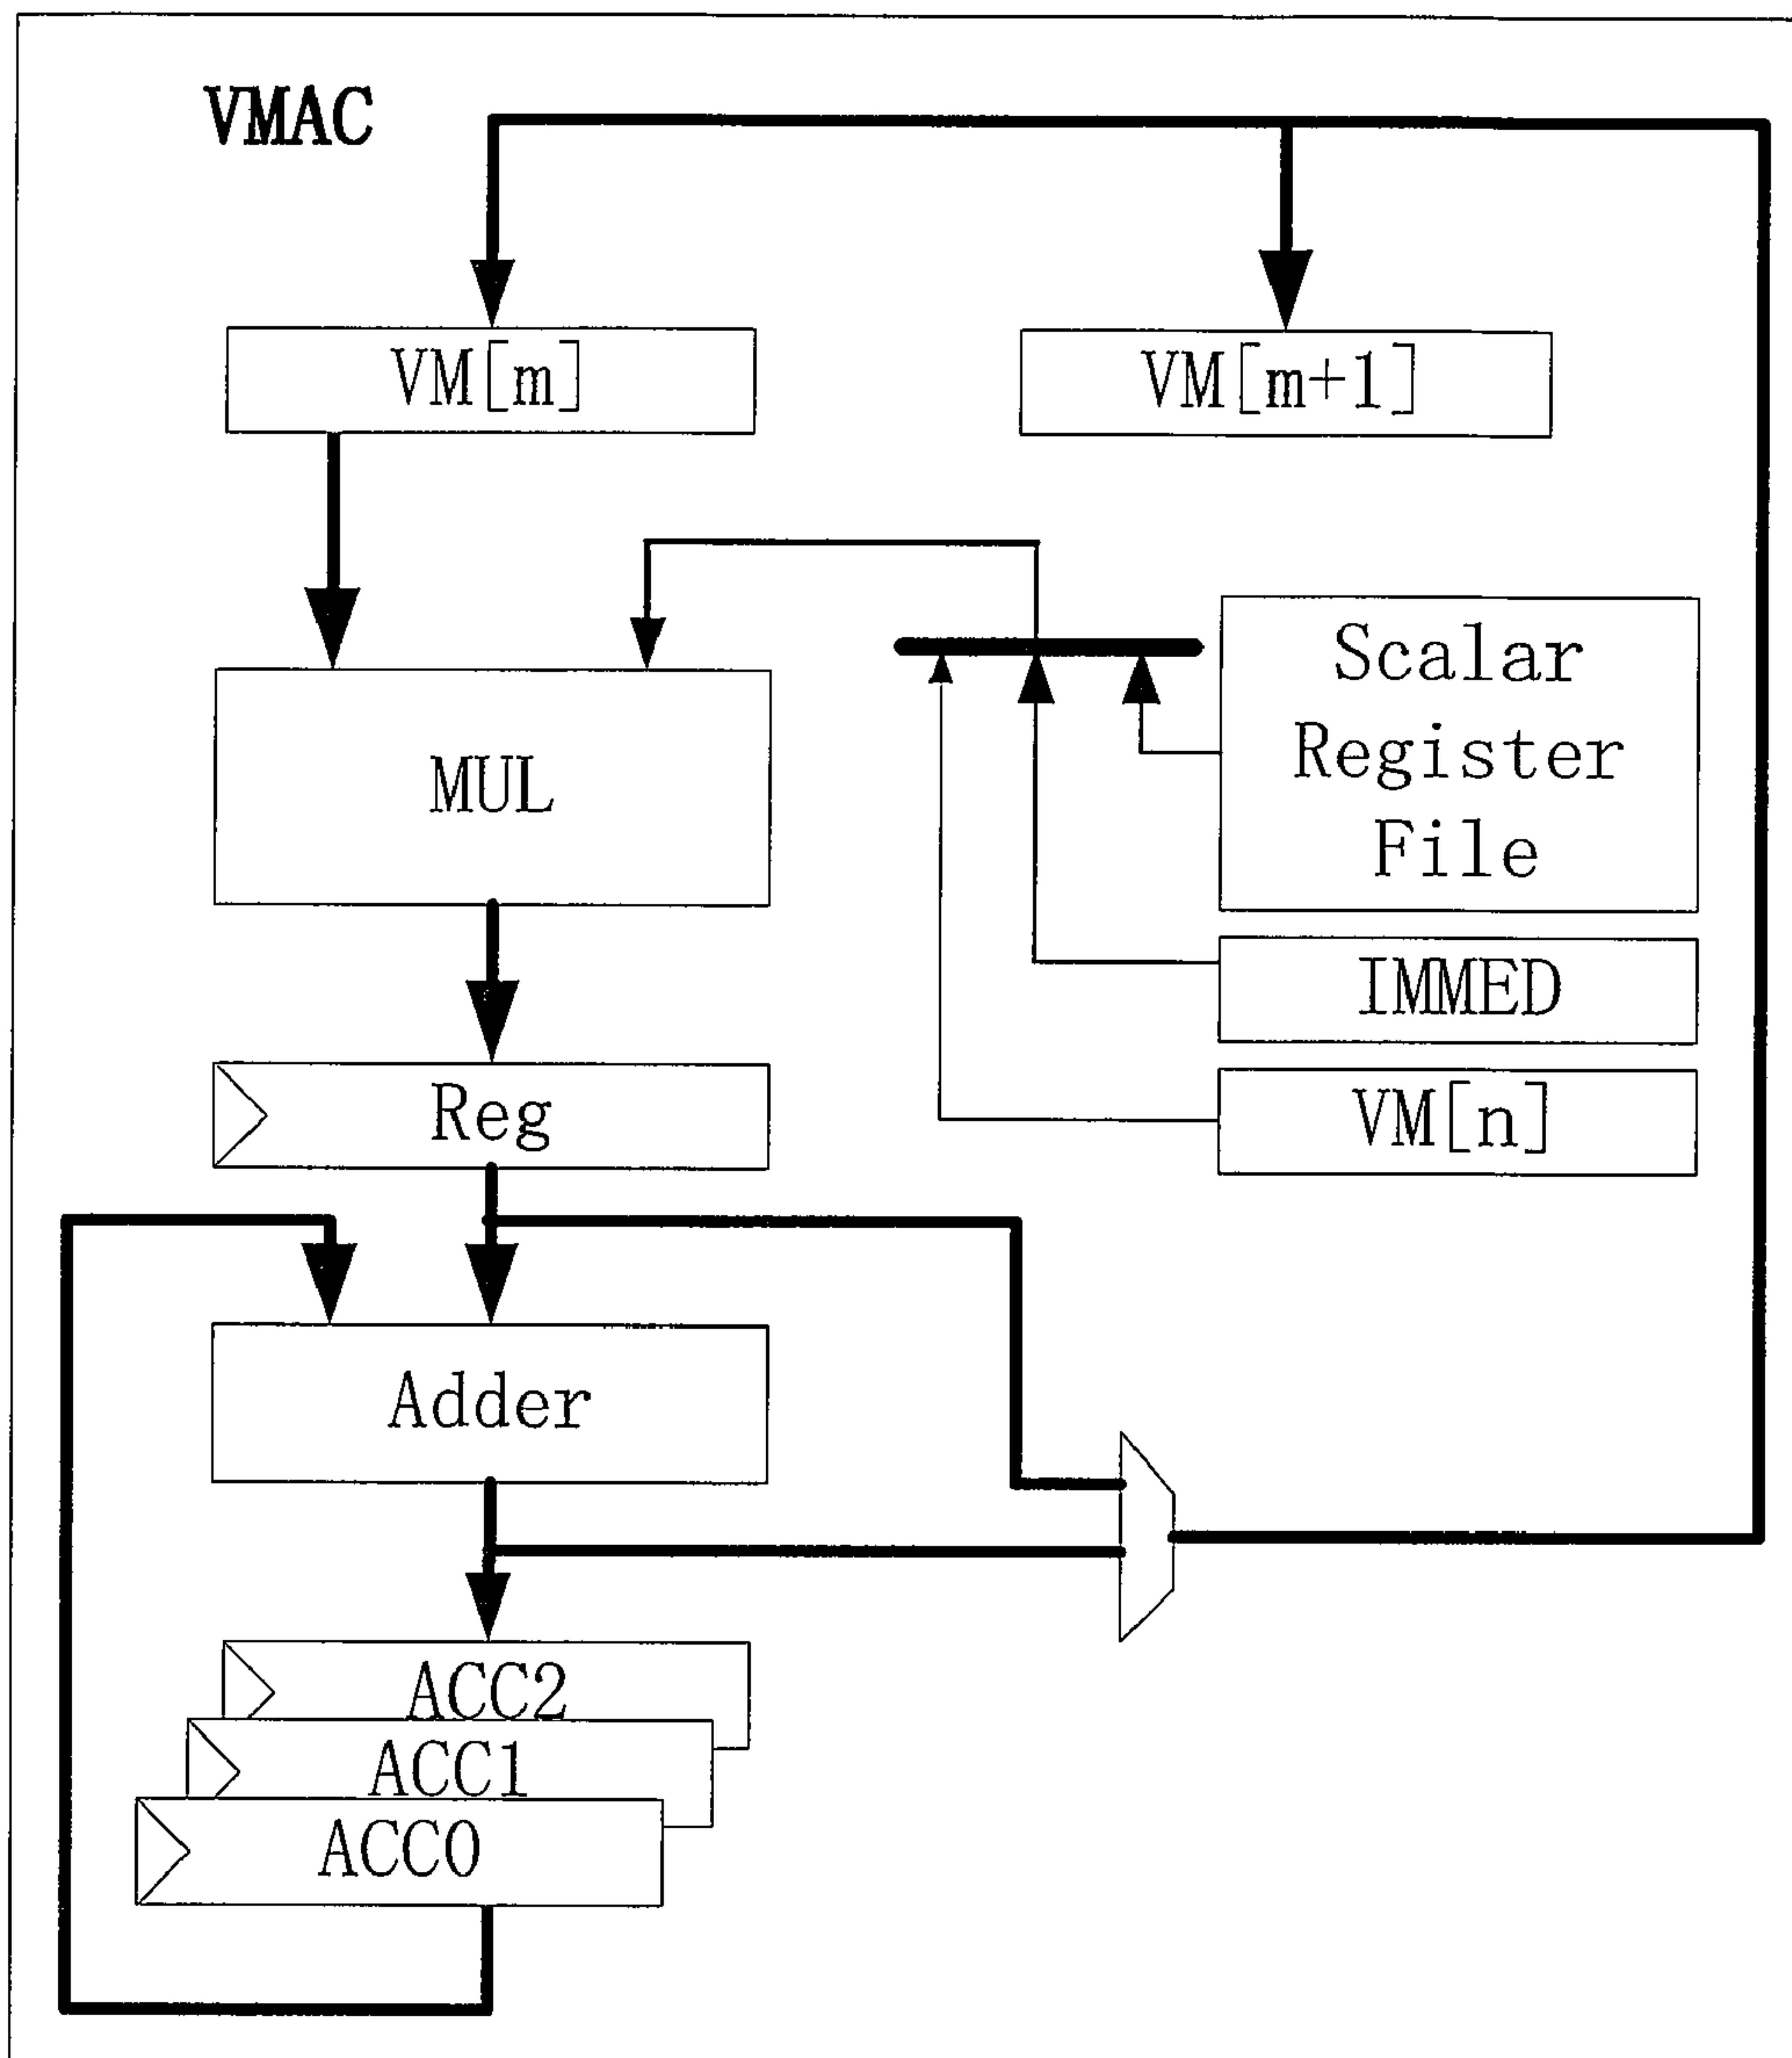 VMAC
VM[m]
VM[m+1]
MUL
Scalar
Register
File
IMMED
VM[n]
Reg
Adder
ACC2
ACC1
ACC0